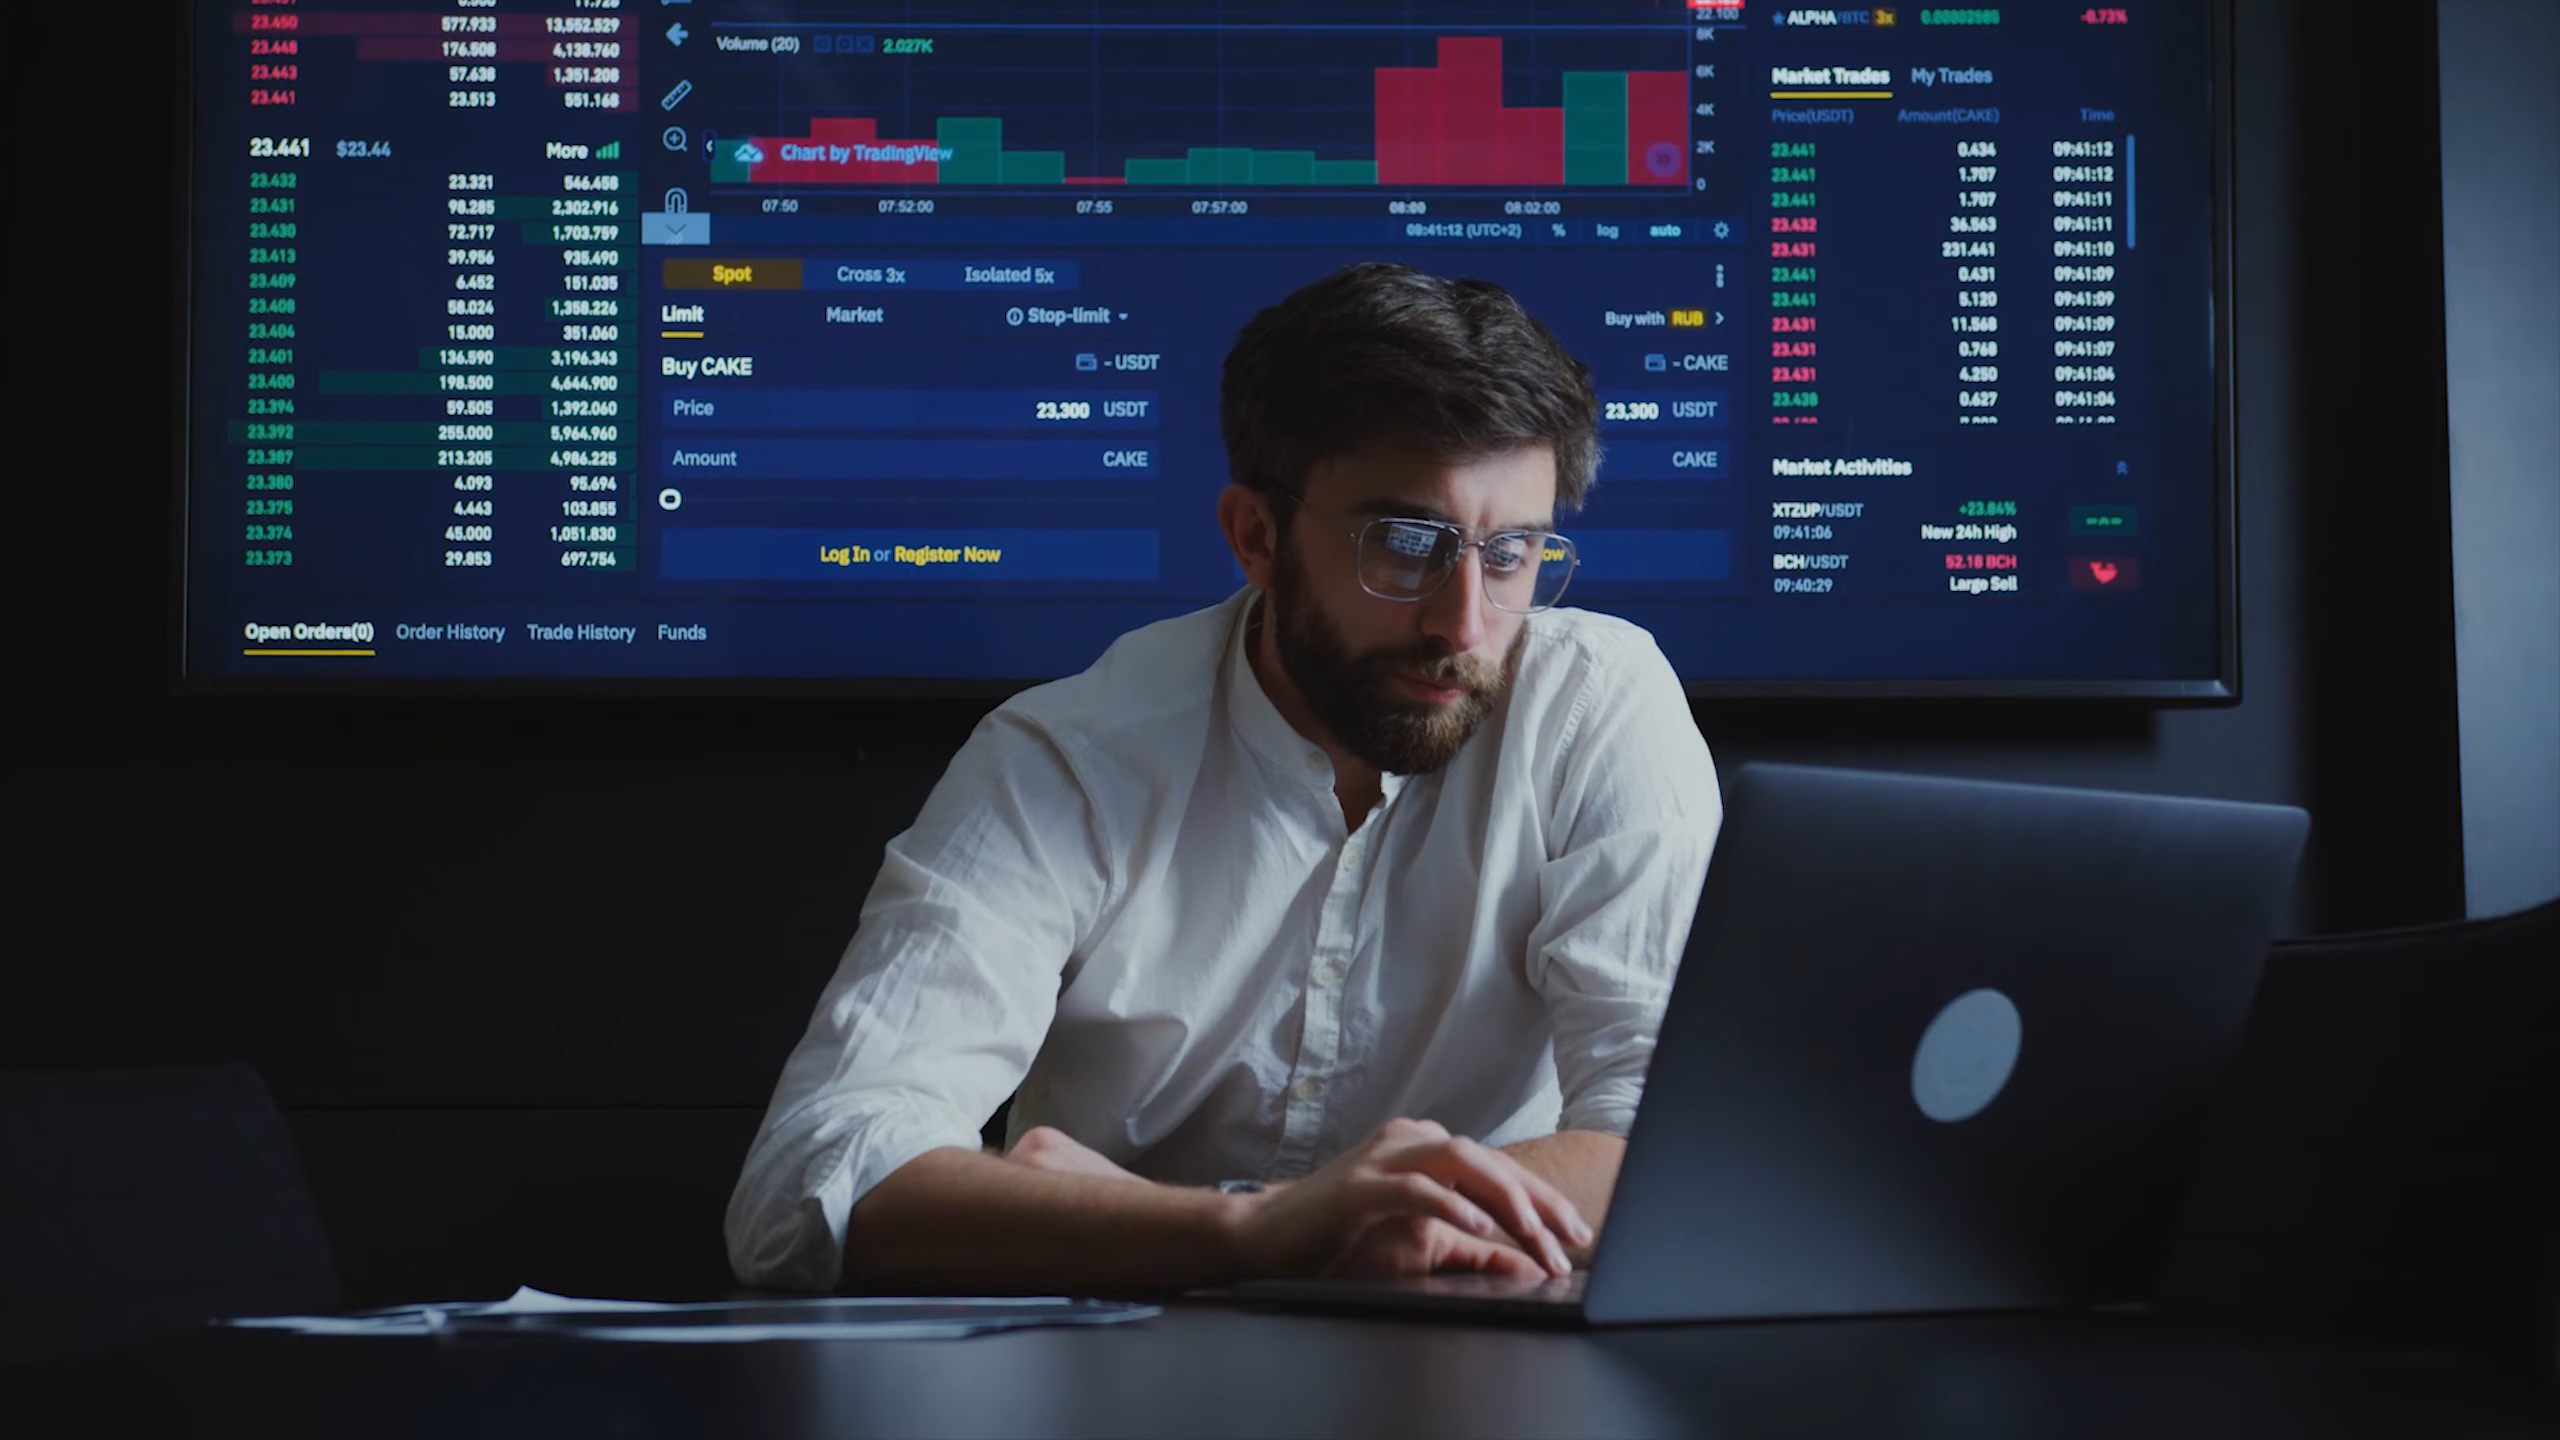 23.450 577.933 13,552.529
23.448 176.508 4,138.760
23.443 57.638 1,351.208
23.441 23.513 551.168
23.441 $23.44 More
23.432 23.321 546.458
23.431 98.285 2,302.916
23.430 72.717 1,703.759
23.413 39.956 935.490
23.409 6.452 151.035
23.408 58.024 1,358.226
23.404 15.000 351.060
23.401 136.590 3,196.343
23.400 198.500 4,644.900
23.394 59.505 1,392.060
23.392 255.000 5,964.960
23.387 213.205 4,986.225
23.380 4.093 95.694
23.375 4.443 103.855
23.374 45.000 1,051.830
23.373 29.853 697.754
Open Orders(0) Order History Trade History Funds
22.100
Volume (20) 2.027K
8K
6K
4K
2K
0
Chart by TradingView
07:50 07:52:00 07:55 07:57:00 08:00 08:02:00
09:41:12 (UTC+2) % log auto
Spot Cross 3x Isolated 5x
Limit Market Stop-limit
Buy with RUB
Buy CAKE - USDT
- CAKE
Price 23,300 USDT
23,300 USDT
Amount CAKE
CAKE
Log In or Register Now
ow
ALPHA/BTC 3x 0.00002585 -0.73%
Market Trades My Trades
Price(USDT) Amount(CAKE) Time
23.441 0.434 09:41:12
23.441 1.707 09:41:12
23.441 1.707 09:41:11
23.432 36.563 09:41:11
23.431 231.441 09:41:10
23.441 0.431 09:41:09
23.441 5.120 09:41:09
23.431 11.568 09:41:09
23.431 0.768 09:41:07
23.431 4.250 09:41:04
23.438 0.627 09:41:04
Market Activities
XTZUP/USDT +23.84%
09:41:06 New 24h High
BCH/USDT 52.18 BCH
09:40:29 Large Sell